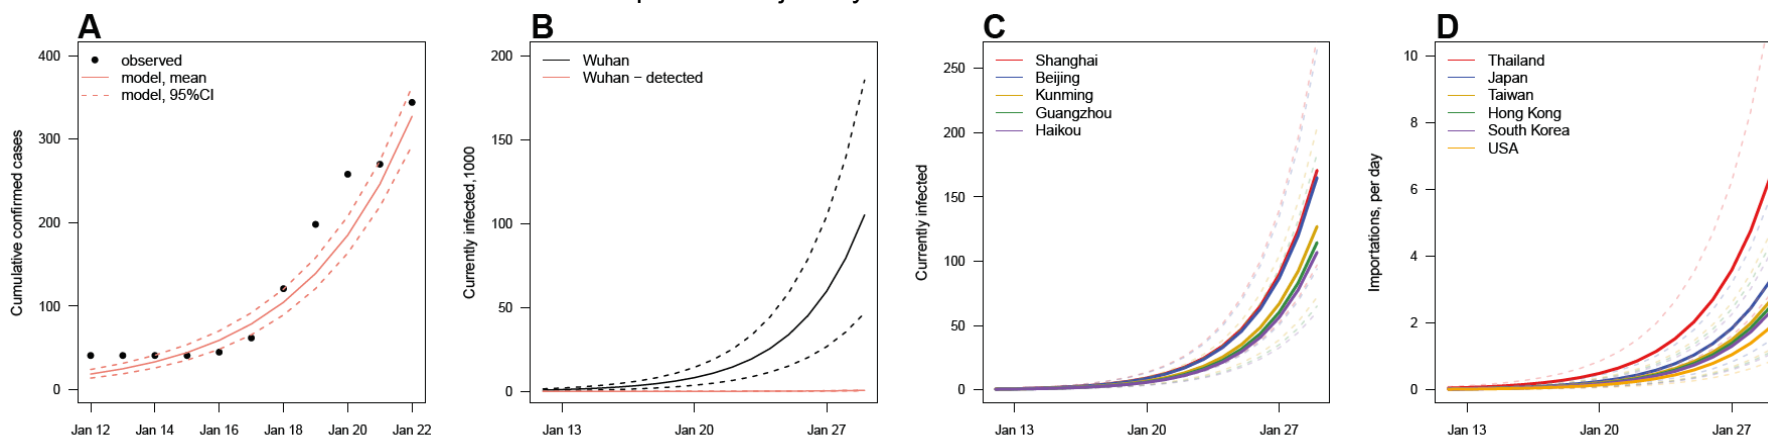 A
400
300
200
100
0
Cumulative confirmed cases
observed
model, mean
model, 95%CI
Jan 12
Jan 14
Jan 16
Jan 18
Jan 20
Jan 22
B
200
150
100
50
0
Currently infected,1000
Wuhan
Wuhan − detected
Jan 13
Jan 20
Jan 27
C
250
200
150
100
50
0
Currently infected
Shanghai
Beijing
Kunming
Guangzhou
Haikou
Jan 13
Jan 20
Jan 27
D
10
8
6
4
2
0
Importations, per day
Thailand
Japan
Taiwan
Hong Kong
South Korea
USA
Jan 13
Jan 20
Jan 27